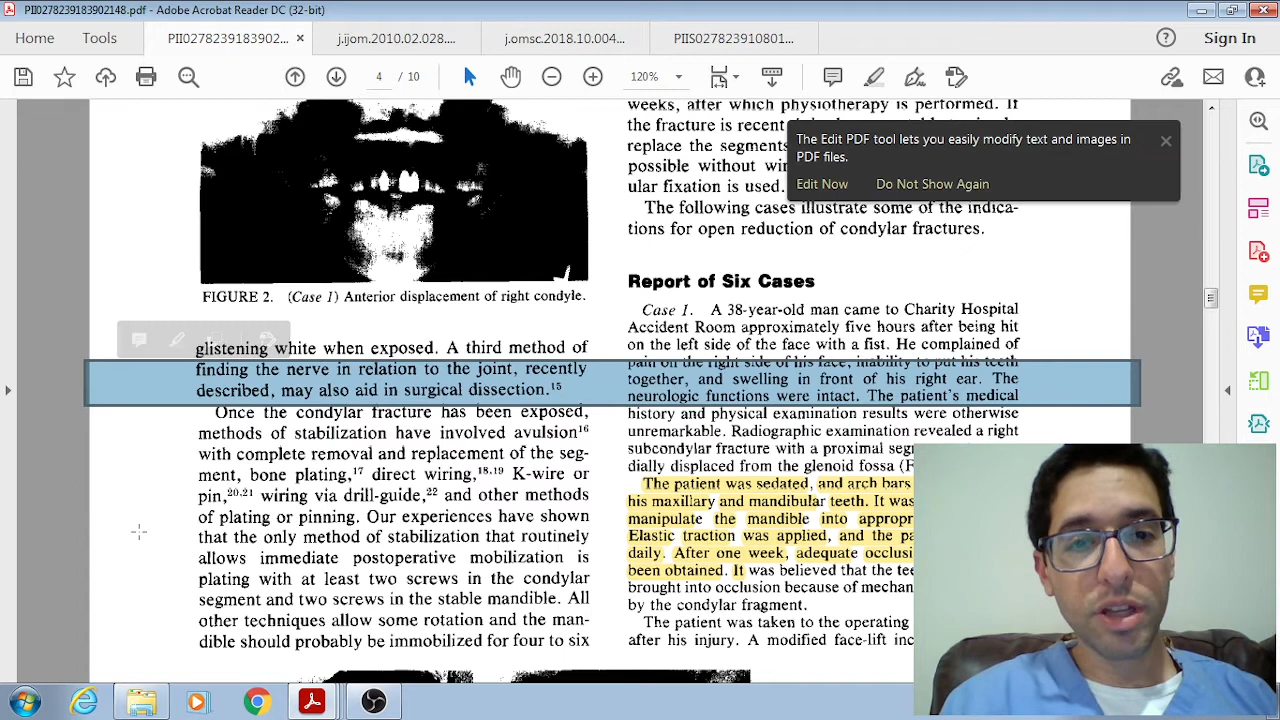 PII0278239183902148.pdf - Adobe Acrobat Reader DC (32-bit)
Home
Tools
PII0278239183902...
j.ijom.2010.02.028....
j.omsc.2018.10.004...
PIIS027823910801...
Sign In
4 / 10
120%
weeks, after which physiotherapy is performed. If
the fracture is recent
replace the segments
possible without
ular fixation is used.
The following cases illustrate some of the indica-
tions for open reduction of condylar fractures.
The Edit PDF tool lets you easily modify text and images in
PDF files.
Edit Now
Do Not Show Again
FIGURE 2. (Case 1) Anterior displacement of right condyle.
glistening white when exposed. A third method of
finding the nerve in relation to the joint, recently
described, may also aid in surgical dissection.15
Once the condylar fracture has been exposed,
methods of stabilization have involved avulsion16
with complete removal and replacement of the seg-
ment, bone plating,17 direct wiring,18.19 K-wire or
pin,20.21 wiring via drill-guide,22 and other methods
of plating or pinning. Our experiences have shown
that the only method of stabilization that routinely
allows immediate postoperative mobilization is
plating with at least two screws in the condylar
segment and two screws in the stable mandible. All
other techniques allow some rotation and the man-
dible should probably be immobilized for four to six
Report of Six Cases
Case 1. A 38-year-old man came to Charity Hospital
Accident Room approximately five hours after being hit
on the left side of the face with a fist. He complained of
pain on the right side of his face, inability to put his teeth
together, and swelling in front of his right ear. The
neurologic functions were intact. The patient's medical
history and physical examination results were otherwise
unremarkable. Radiographic examination revealed a right
subcondylar fracture with a proximal seg
dially displaced from the glenoid fossa (F
The patient was sedated, and arch bars
his maxillary and mandibular teeth. It was
manipulate the mandible into appropr
Elastic traction was applied, and the pa
daily. After one week, adequate occlusi
been obtained. It was believed that the tee
brought into occlusion because of mechan
by the condylar fragment.
The patient was taken to the operating
after his injury. A modified face-lift inc